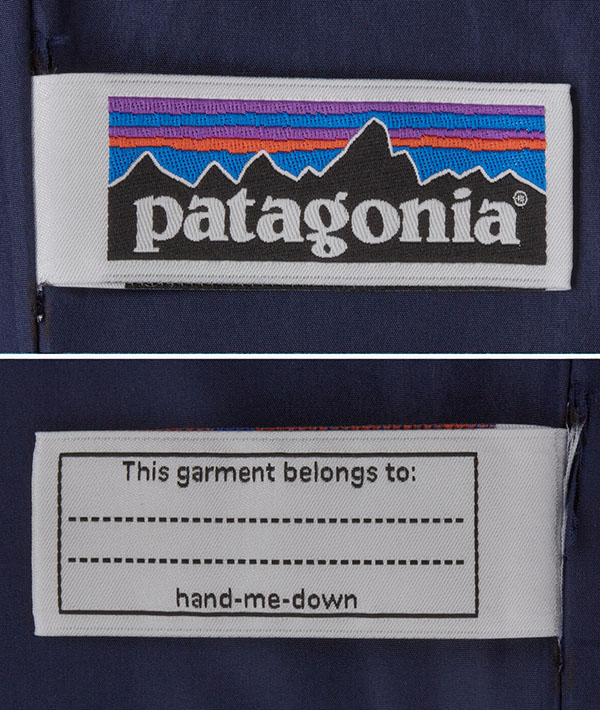 patagonia®
This garment belongs to:
hand-me-down